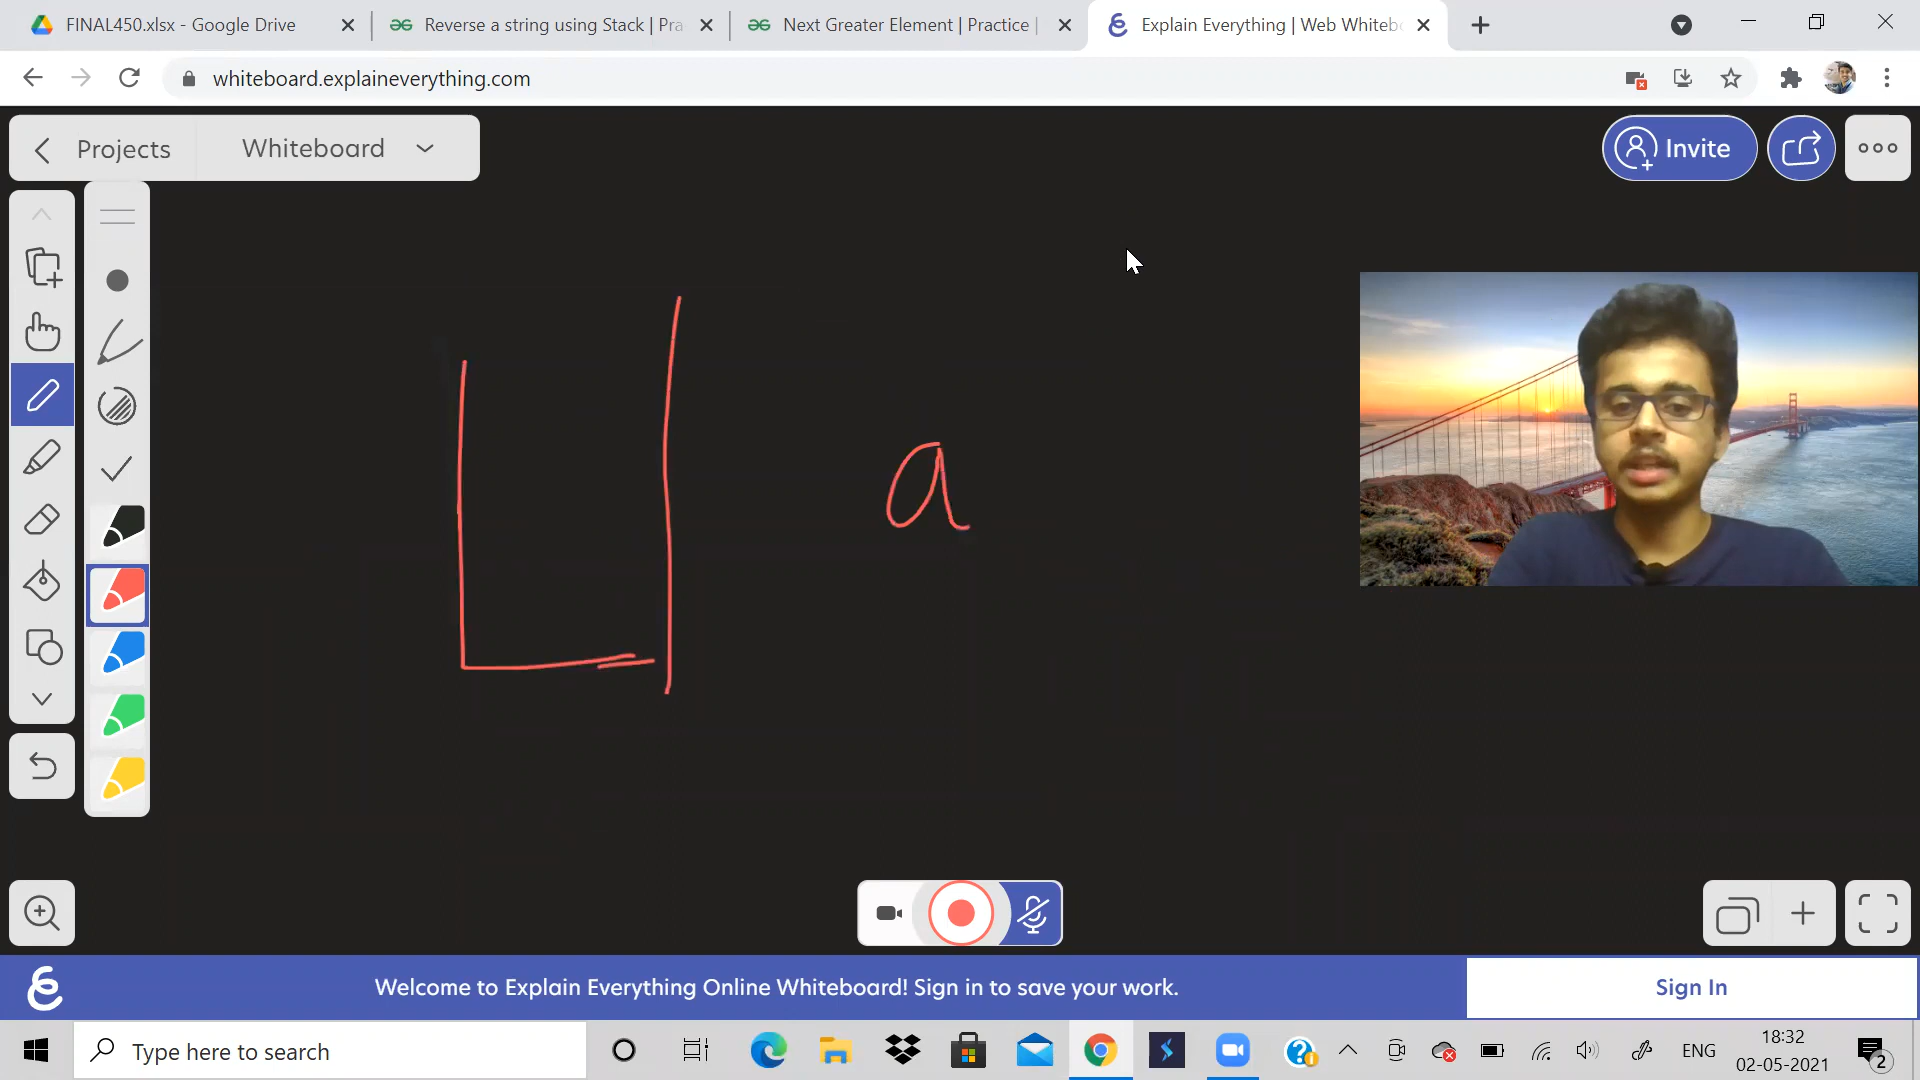 FINAL450.xlsx - Google Drive
Reverse a string using Stack | Pra
Next Greater Element | Practice |
Explain Everything | Web Whitebo
whiteboard.explaineverything.com
Projects
Whiteboard
Invite
a
Welcome to Explain Everything Online Whiteboard! Sign in to save your work.
Sign In
Type here to search
ENG
18:32
02-05-2021
2